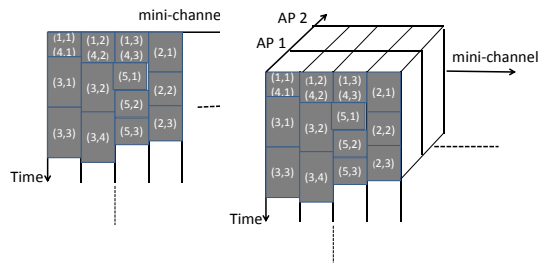 mini-channel
(1,1) (1,2) (1,3) (2,1)
(4,1) (4,2) (4,3)
(3,1) (3,2) (5,1) (2,2)
(5,2)
(3,3) (3,4) (5,3) (2,3)
Time
AP 2
AP 1
mini-channel
(1,1) (1,2) (1,3) (2,1)
(4,1) (4,2) (4,3)
(3,1) (3,2) (5,1) (2,2)
(5,2)
(3,3) (3,4) (5,3) (2,3)
Time